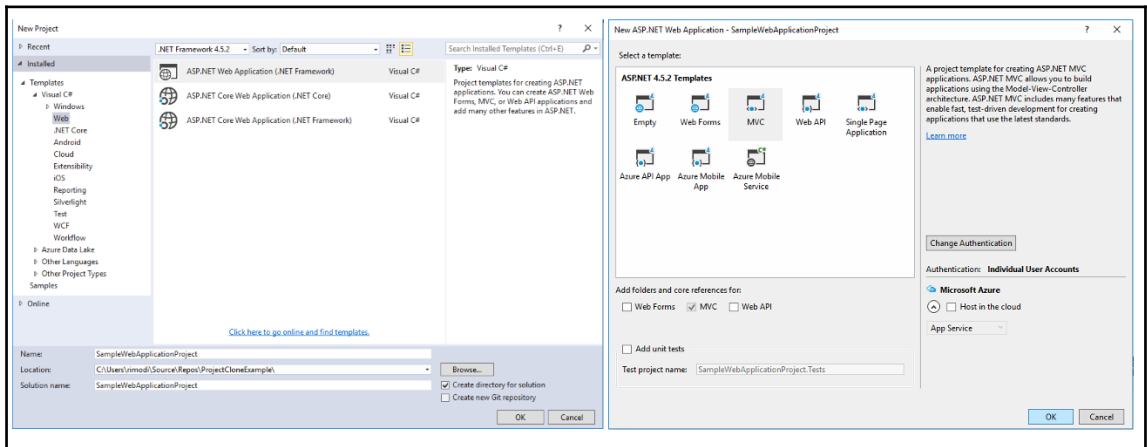 New Project
? ×
Recent
.NET Framework 4.5.2 Sort by: Default
Search Installed Templates (Ctrl+E)
Installed
Templates
Visual C#
Windows
Web
.NET Core
Android
Cloud
Extensibility
iOS
Reporting
Silverlight
Test
WCF
Workflow
Azure Data Lake
Other Languages
Other Project Types
Samples
Online
ASP.NET Web Application (.NET Framework) Visual C#
ASP.NET Core Web Application (.NET Core) Visual C#
ASP.NET Core Web Application (.NET Framework) Visual C#
Type: Visual C#
Project templates for creating ASP.NET
applications. You can create ASP.NET Web
Forms, MVC, or Web API applications and
add many other features in ASP.NET.
Click here to go online and find templates.
Name: SampleWebApplicationProject
Location: C:\Users\rimodi\Source\Repos\ProjectCloneExample\ Browse...
Solution name: SampleWebApplicationProject
Create directory for solution
Create new Git repository
OK Cancel
New ASP.NET Web Application - SampleWebApplicationProject
? ×
Select a template:
ASP.NET 4.5.2 Templates
Empty Web Forms MVC Web API Single Page
Application
Azure API App Azure Mobile Azure Mobile
App Service
A project template for creating ASP.NET MVC
applications. ASP.NET MVC allows you to build
applications using the Model-View-Controller
architecture. ASP.NET MVC includes many features that
enable fast, test-driven development for creating
applications that use the latest standards.
Learn more
Change Authentication
Authentication: Individual User Accounts
Microsoft Azure
Host in the cloud
App Service
Add folders and core references for:
Web Forms MVC Web API
Add unit tests
Test project name: SampleWebApplicationProject.Tests
OK Cancel